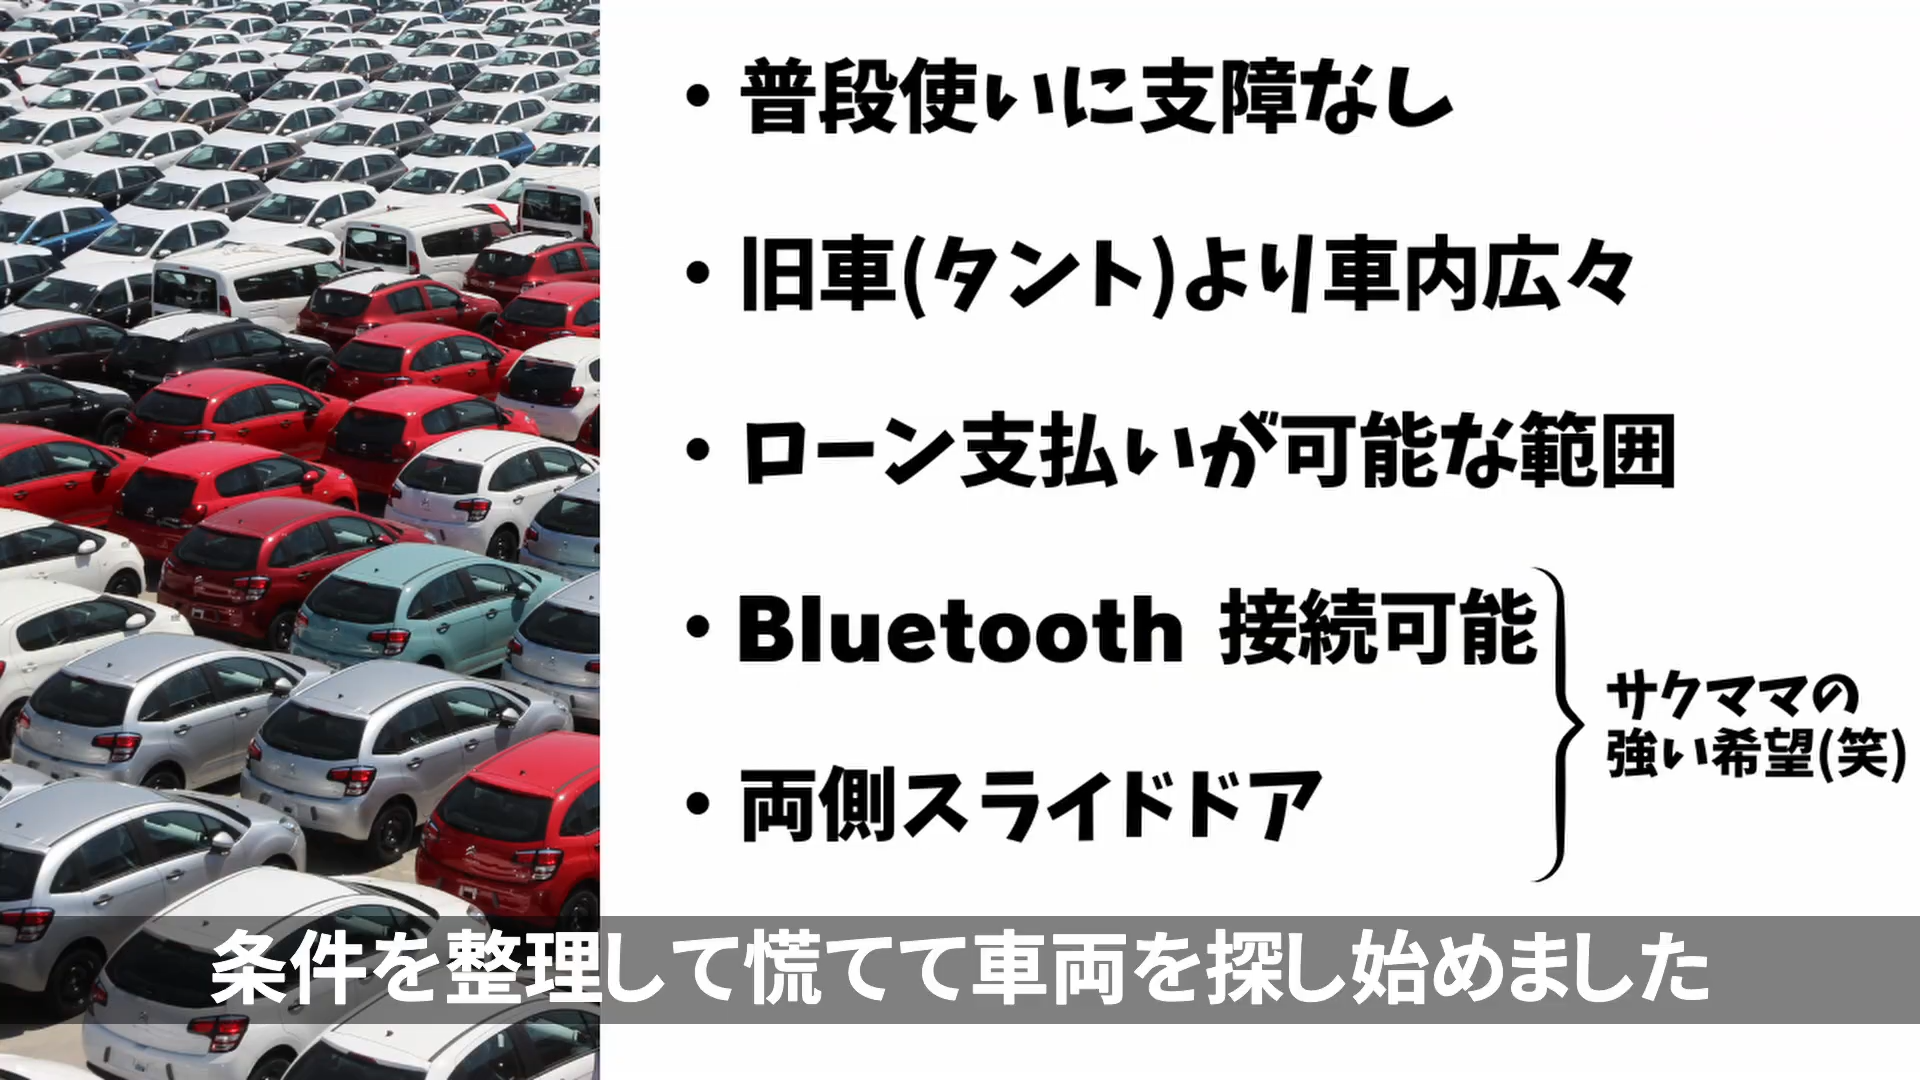 ・普段使いに支障なし
・旧車(タント)より車内広々
・ローン支払いが可能な範囲
・Bluetooth 接続可能
・両側スライドドア
サクママの
強い希望(笑)
条件を整理して慌てて車両を探し始めました